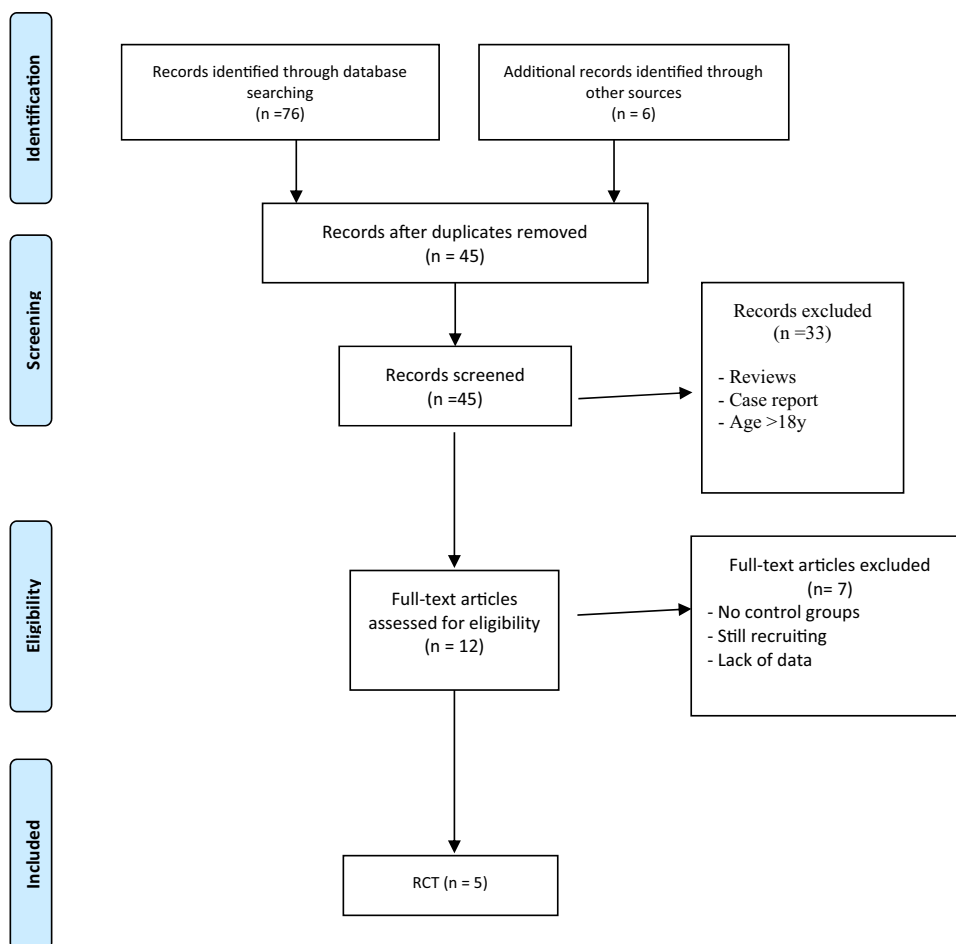 Identification
Records identified through database
searching
(n =76)
Additional records identified through
other sources
(n = 6)
Records after duplicates removed
(n = 45)
Screening
Records screened
(n =45)
Records excluded
(n =33)
- Reviews
- Case report
- Age >18y
Eligibility
Full-text articles
assessed for eligibility
(n = 12)
Full-text articles excluded
(n= 7)
- No control groups
- Still recruiting
- Lack of data
Included
RCT (n = 5)